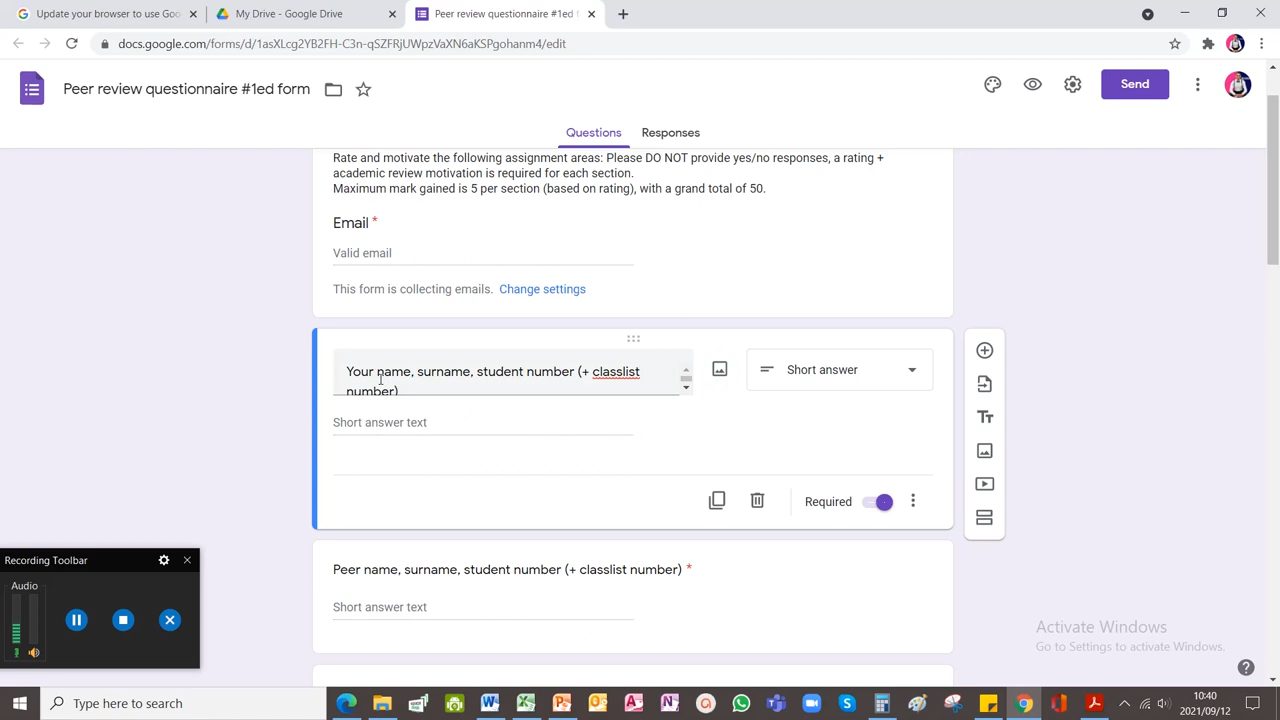 Update your browser to use Goo
My Drive - Google Drive
Peer review questionnaire #1ed f
docs.google.com/forms/d/1asXLcg2YB2FH-C3n-qSZFRjUWpzVaXN6aKSPgohanm4/edit
Peer review questionnaire #1ed form
Send
Questions
Responses
Rate and motivate the following assignment areas: Please DO NOT provide yes/no responses, a rating +
academic review motivation is required for each section.
Maximum mark gained is 5 per section (based on rating), with a grand total of 50.
Email *
Valid email
This form is collecting emails. Change settings
Your name, surname, student number (+ classlist
number)
Short answer
Short answer text
Required
Recording Toolbar
Audio
Peer name, surname, student number (+ classlist number) *
Short answer text
Activate Windows
Go to Settings to activate Windows.
Type here to search
10:40
2021/09/12